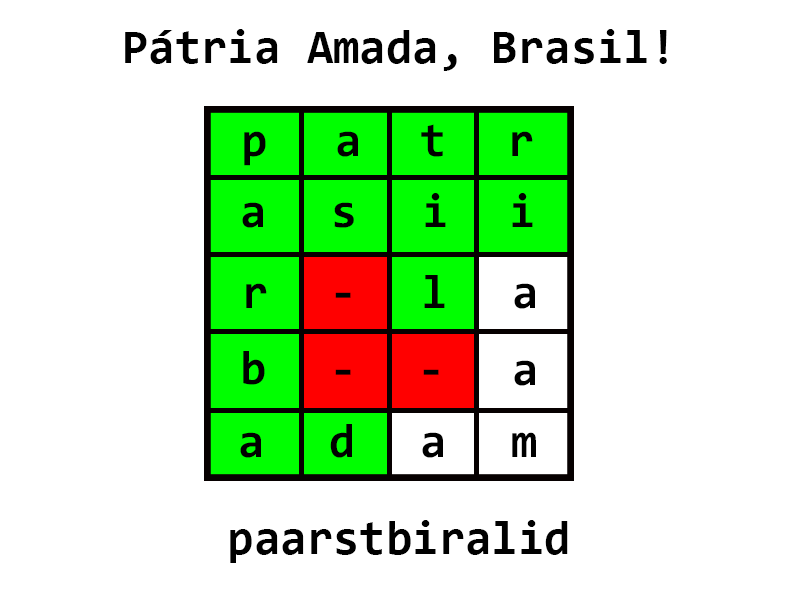 Pátria Amada, Brasil!
p a t r
a s i i
r - l a
b - - a
a d a m
paarstbiralid